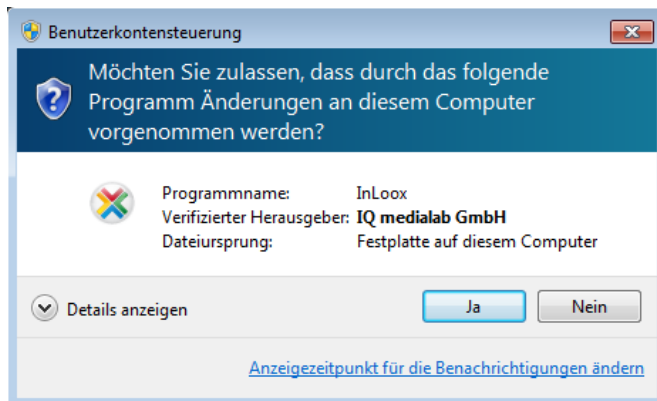 Benutzerkontensteuerung
Möchten Sie zulassen, dass durch das folgende
Programm Änderungen an diesem Computer
vorgenommen werden?
Programmname: InLoox
Verifizierter Herausgeber: IQ medialab GmbH
Dateiursprung: Festplatte auf diesem Computer
Details anzeigen Ja Nein
Anzeigezeitpunkt für die Benachrichtigungen ändern